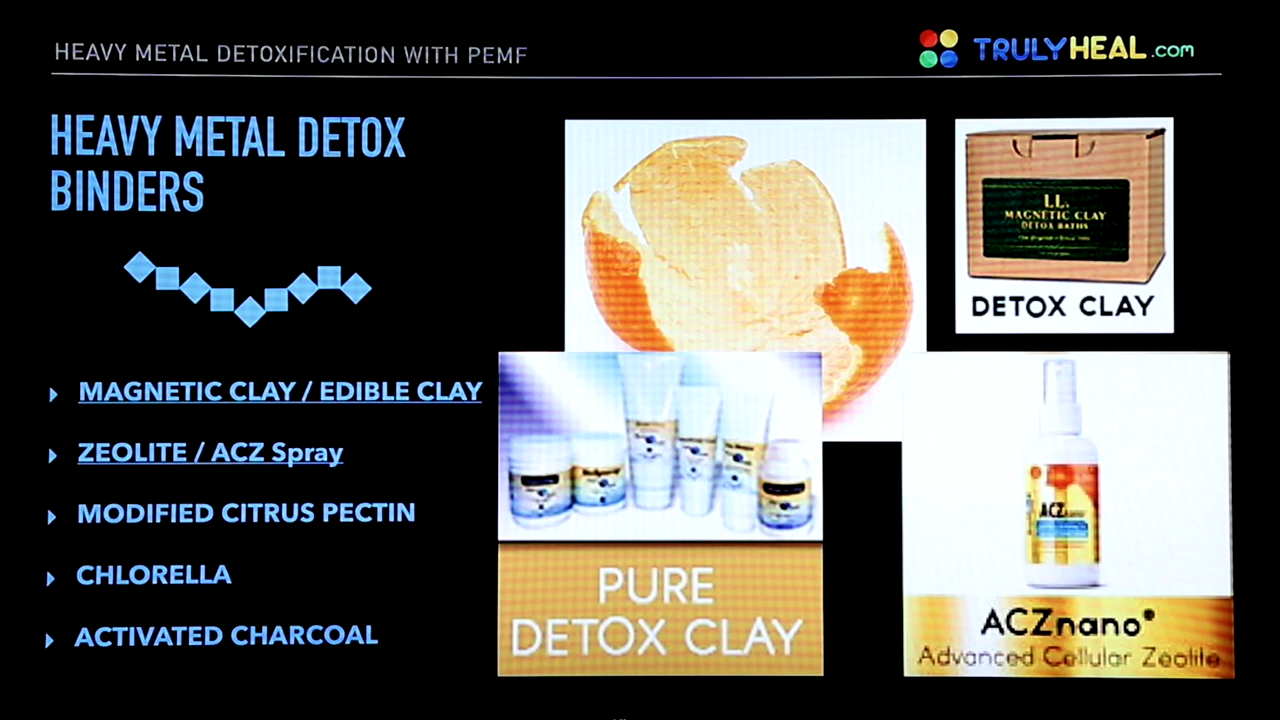 HEAVY METAL DETOXIFICATION WITH PEMF
TRULYHEAL.com
HEAVY METAL DETOX
BINDERS
MAGNETIC CLAY / EDIBLE CLAY
ZEOLITE / ACZ Spray
MODIFIED CITRUS PECTIN
CHLORELLA
ACTIVATED CHARCOAL
LL.
MAGNETIC CLAY
DETOX BATHS
DETOX CLAY
PURE
DETOX CLAY
ACZnano
ACZnano®
Advanced Cellular Zeolite